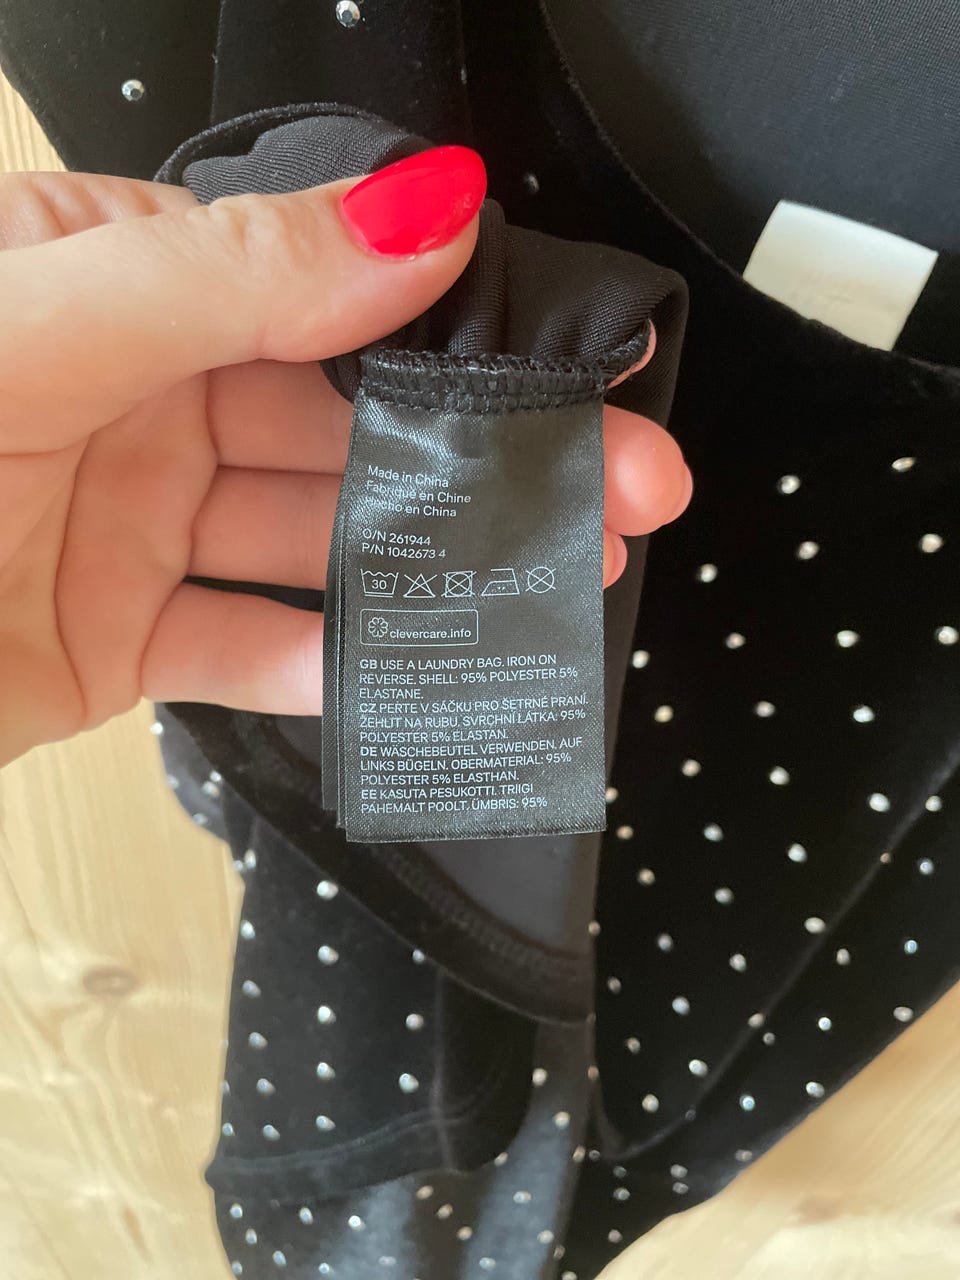 Made in China
Fabriqué en Chine
Hecho en China
O/N 261944
P/N 1042673 4
30
clevercare.info
GB USE A LAUNDRY BAG. IRON ON
REVERSE. SHELL: 95% POLYESTER 5%
ELASTANE.
CZ PERTE V SÁČKU PRO ŠETRNÉ PRANÍ.
ŽEHLIT NA RUBU. SVRCHNÍ LÁTKA: 95%
POLYESTER 5% ELASTAN.
DE WÄSCHEBEUTEL VERWENDEN. AUF
LINKS BÜGELN. OBERMATERIAL: 95%
POLYESTER 5% ELASTHAN.
EE KASUTA PESUKOTTI. TRIIGI
PAHEMALT POOLT. ÜMBRIS: 95%